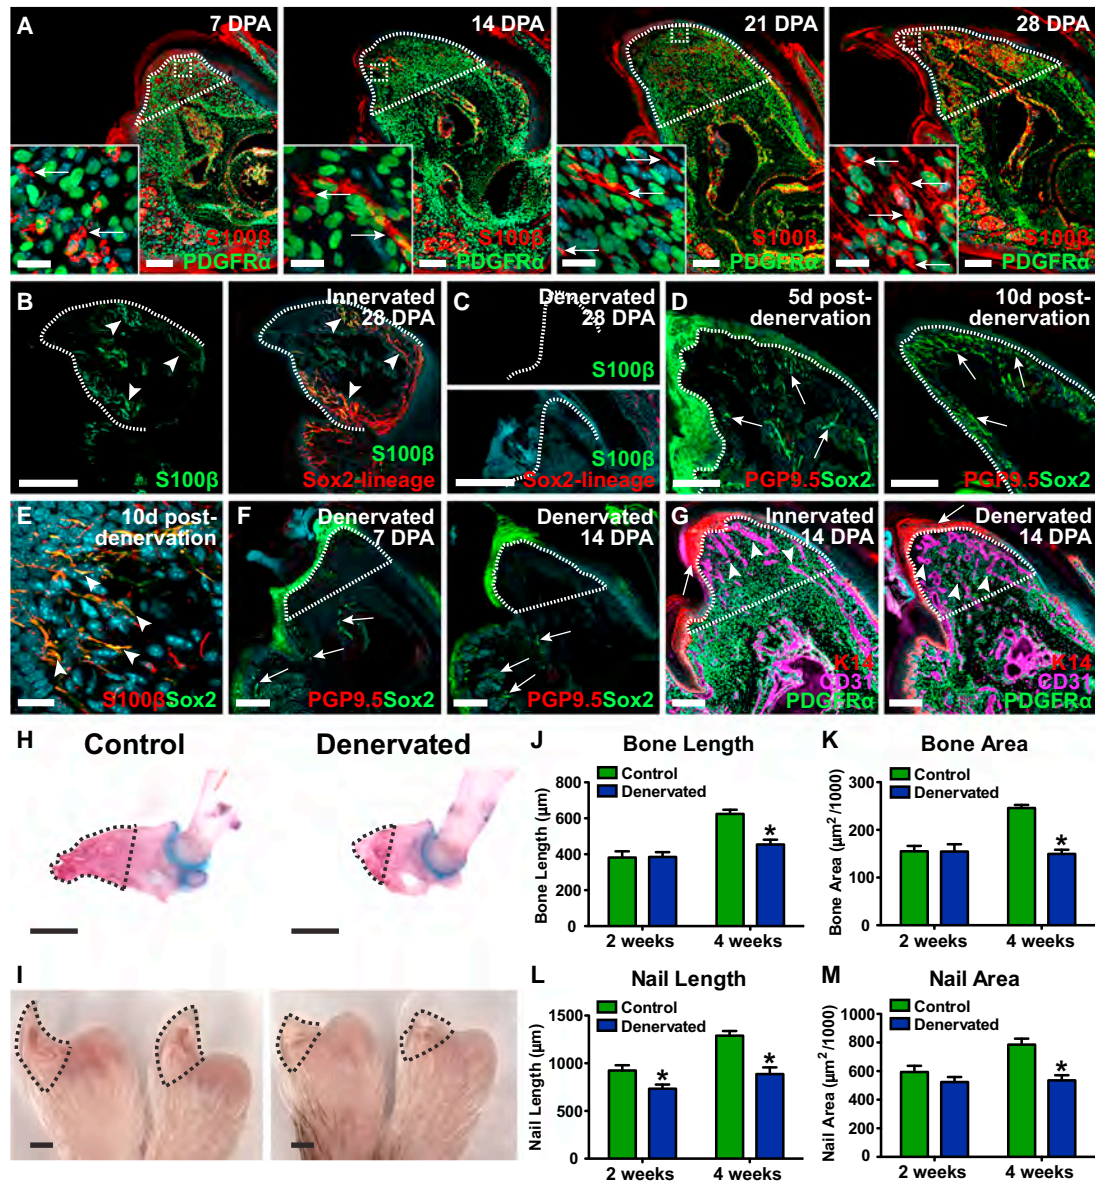 A
7 DPA
S100β
PDGFRα
14 DPA
S100β
PDGFRα
21 DPA
S100β
PDGFRα
28 DPA
S100β
PDGFRα
B
S100β
Innervated
28 DPA
S100β
Sox2-lineage
C
Denervated
28 DPA
S100β
S100β
Sox2-lineage
D
5d post-
denervation
PGP9.5Sox2
10d post-
denervation
PGP9.5Sox2
E
10d post-
denervation
S100βSox2
F
Denervated
7 DPA
PGP9.5Sox2
Denervated
14 DPA
PGP9.5Sox2
G
Innervated
14 DPA
K14
CD31
PDGFRα
Denervated
14 DPA
K14
CD31
PDGFRα
H
Control
Denervated
I
J
Bone Length
Control
Denervated
Bone Length (µm)
800
600
400
200
0
*
2 weeks
4 weeks
K
Bone Area
Control
Denervated
Bone Area (µm²/1000)
300
200
100
0
*
2 weeks
4 weeks
L
Nail Length
Control
Denervated
Nail Length (µm)
1500
1000
500
0
*
*
2 weeks
4 weeks
M
Nail Area
Control
Denervated
Nail Area (µm²/1000)
1000
800
600
400
200
0
*
2 weeks
4 weeks